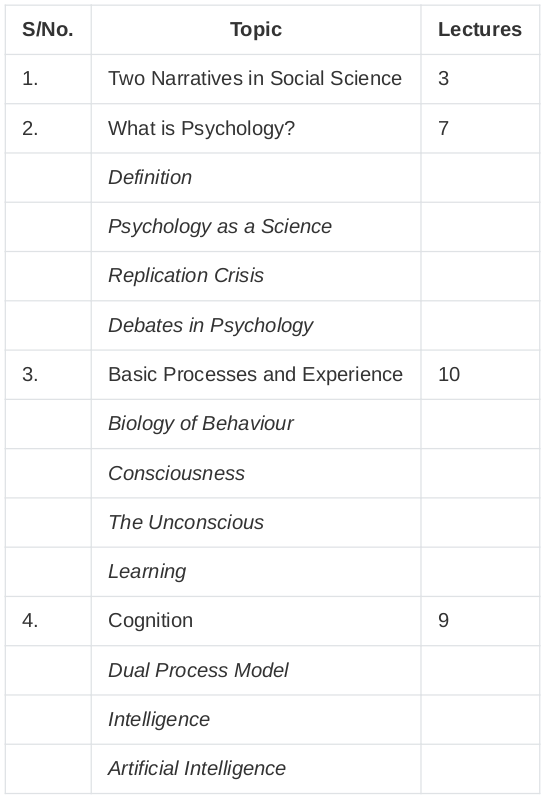 S/No. Topic Lectures
1. Two Narratives in Social Science 3
2. What is Psychology? 7
Definition
Psychology as a Science
Replication Crisis
Debates in Psychology
3. Basic Processes and Experience 10
Biology of Behaviour
Consciousness
The Unconscious
Learning
4. Cognition 9
Dual Process Model
Intelligence
Artificial Intelligence